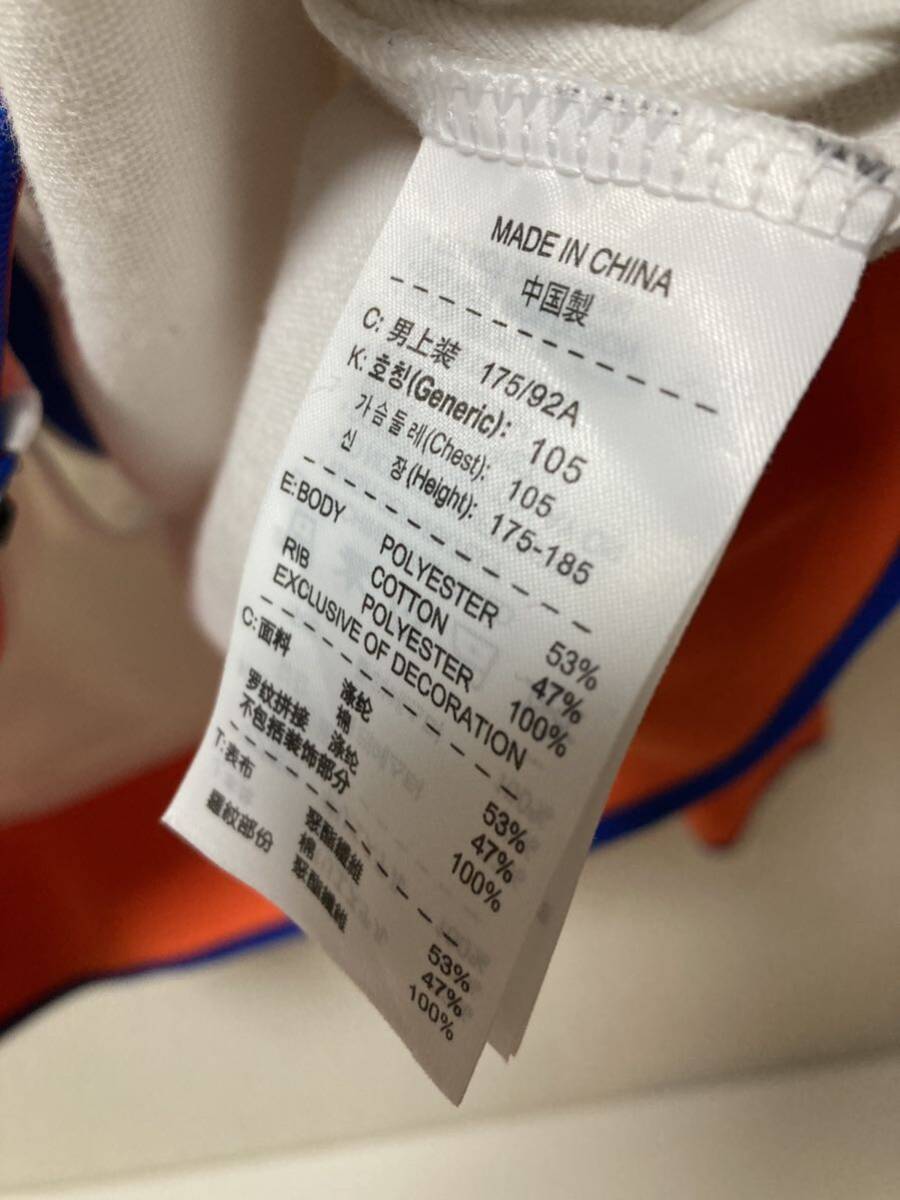 MADE IN CHINA
中国製
C: 男上装 175/92A
K: 호칭(Generic): 105
가슴둘레(Chest): 105
신 장(Height): 175-185
E: BODY POLYESTER 53%
COTTON 47%
RIB POLYESTER 100%
EXCLUSIVE OF DECORATION
C: 面料 涤纶 53%
棉 47%
罗纹拼接 涤纶 100%
不包括装饰部分
T: 表布 聚酯纖維 53%
棉 47%
羅紋部份 聚酯纖維 100%